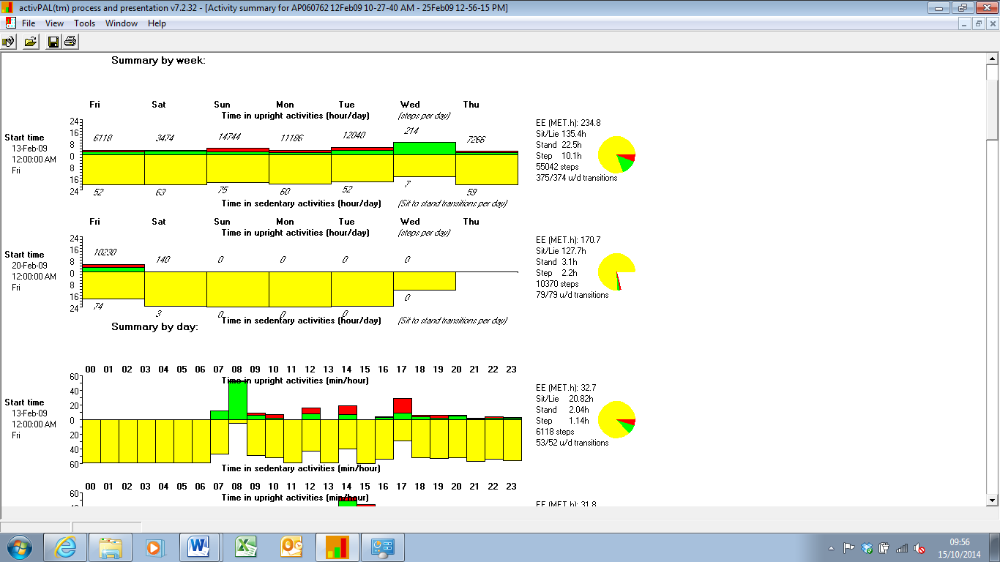 activPAL(tm) process and presentation v7.2.32 - [Activity summary for AP060762 12Feb09 10-27-40 AM - 25Feb09 12-56-15 PM]
File View Tools Window Help
Summary by week:
Fri Sat Sun Mon Tue Wed Thu
Time in upright activities (hour/day) (steps per day)
24
16
8
0
8
16
24
Start time
13-Feb-09
12:00:00 AM
Fri
6118 3474 14744 11186 12040 214 7266
52 63 75 60 52 7 59
Time in sedentary activities (hour/day) (Sit to stand transitions per day)
EE (MET.h): 234.8
Sit/Lie 135.4h
Stand 22.5h
Step 10.1h
55042 steps
375/374 u/d transitions
Fri Sat Sun Mon Tue Wed Thu
Time in upright activities (hour/day) (steps per day)
24
16
8
0
8
16
24
Start time
20-Feb-09
12:00:00 AM
Fri
10230 140 0 0 0 0
74 3 0 0 0 0
Time in sedentary activities (hour/day) (Sit to stand transitions per day)
EE (MET.h): 170.7
Sit/Lie 127.7h
Stand 3.1h
Step 2.2h
10370 steps
79/79 u/d transitions
Summary by day:
00 01 02 03 04 05 06 07 08 09 10 11 12 13 14 15 16 17 18 19 20 21 22 23
Time in upright activities (min/hour)
60
40
20
0
20
40
60
Start time
13-Feb-09
12:00:00 AM
Fri
Time in sedentary activities (min/hour)
EE (MET.h): 32.7
Sit/Lie 20.82h
Stand 2.04h
Step 1.14h
6118 steps
53/52 u/d transitions
00 01 02 03 04 05 06 07 08 09 10 11 12 13 14 15 16 17 18 19 20 21 22 23
Time in upright activities (min/hour)
60
40
EE (MET.h): 31.8
09:56
15/10/2014